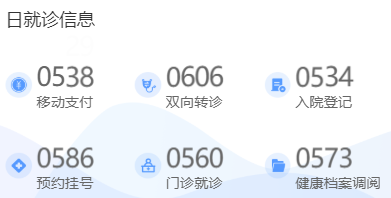 日就诊信息
0538 0606 0534
移动支付 双向转诊 入院登记
0586 0560 0573
预约挂号 门诊就诊 健康档案调阅